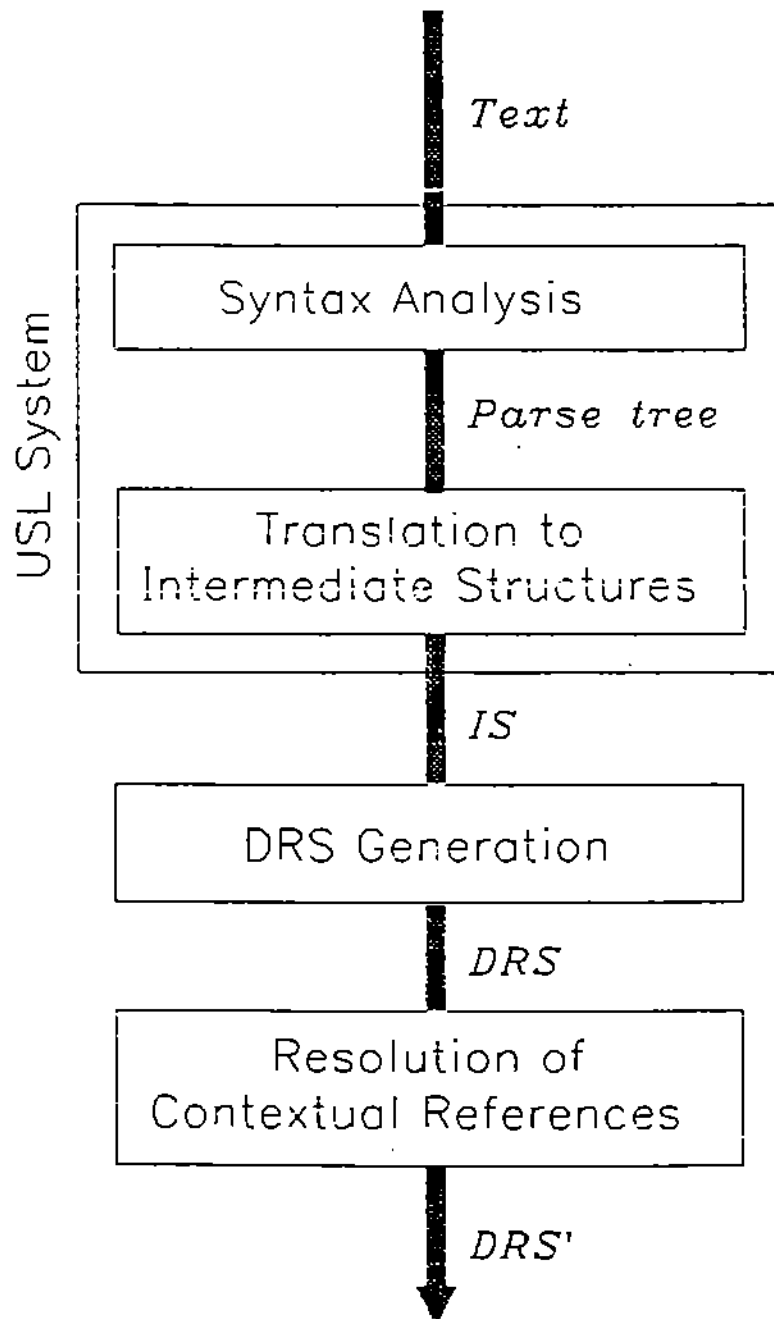 Text
USL System
Syntax Analysis
Parse tree
Translation to
Intermediate Structures
IS
DRS Generation
DRS
Resolution of
Contextual References
DRS'